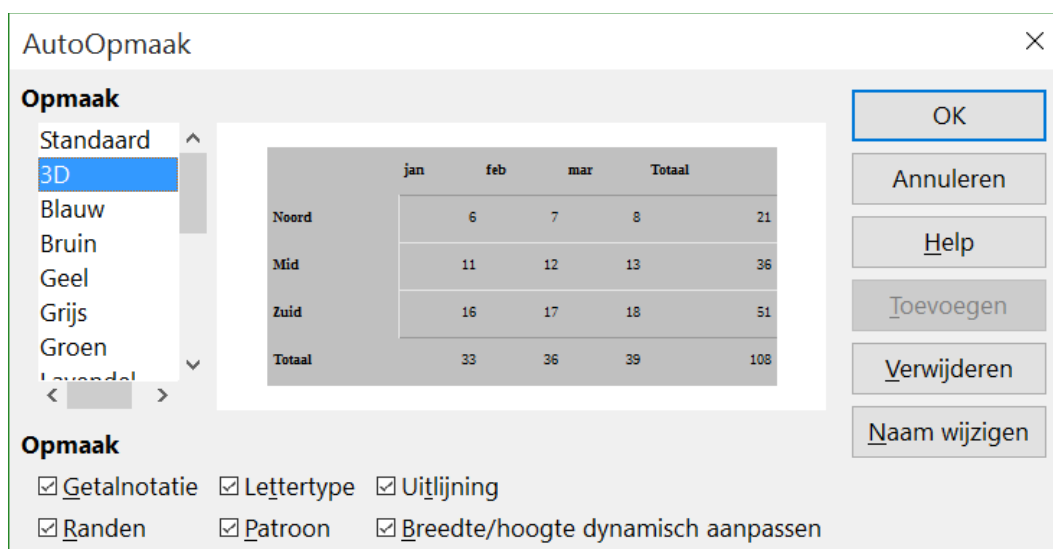 AutoOpmaak
Opmaak
Standaard
3D
Blauw
Bruin
Geel
Grijs
Groen
Lavendel
jan feb mar Totaal
Noord 6 7 8 21
Mid 11 12 13 36
Zuid 16 17 18 51
Totaal 33 36 39 108
OK
Annuleren
Help
Toevoegen
Verwijderen
Naam wijzigen
Opmaak
Getalnotatie Lettertype Uitlijning
Randen Patroon Breedte/hoogte dynamisch aanpassen